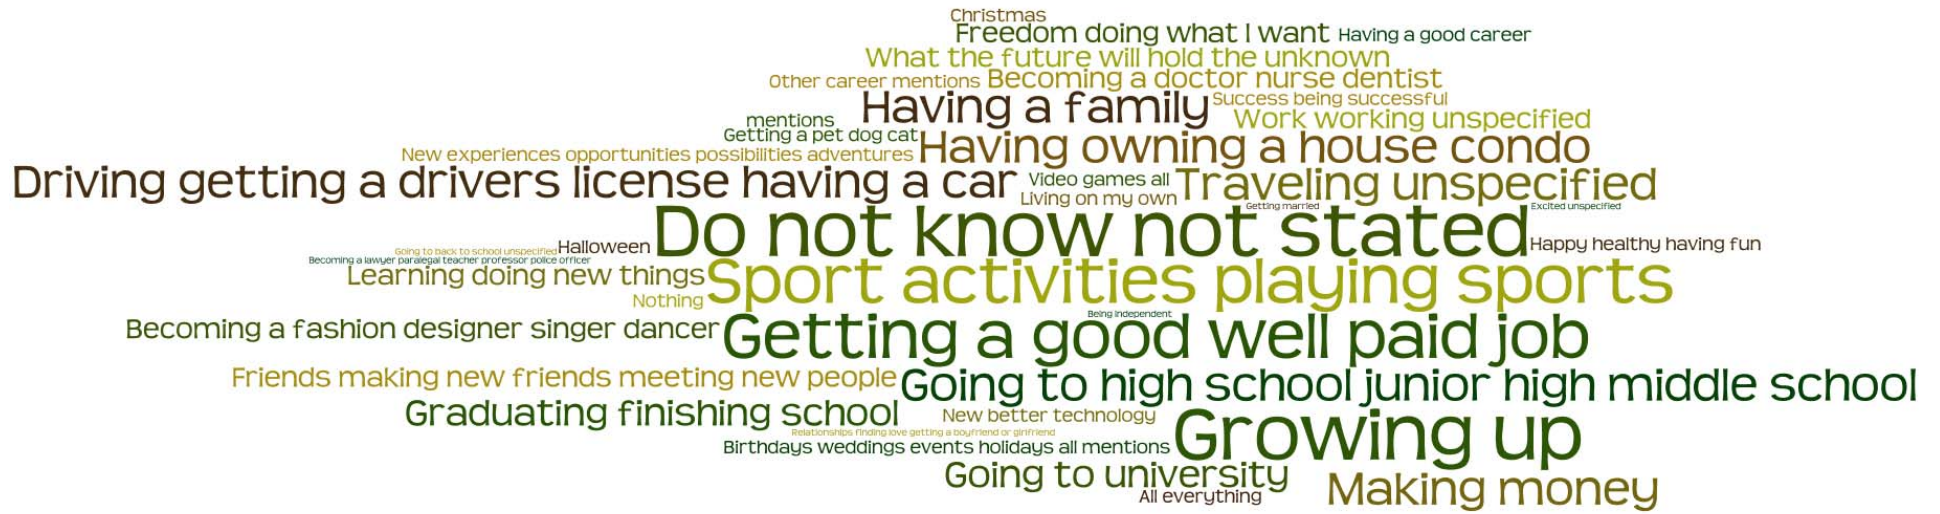 Christmas
Freedom doing what I want
Having a good career
What the future will hold the unknown
Other career mentions
Becoming a doctor nurse dentist
Having a family
Success being successful
mentions
Work working unspecified
Getting a pet dog cat
Having owning a house condo
New experiences opportunities possibilities adventures
Driving getting a drivers license having a car
Video games all
Traveling unspecified
Living on my own
Getting married
Excited unspecified
Do not know not stated
Happy healthy having fun
Halloween
Going to back to school unspecified
Becoming a lawyer paralegal teacher professor police officer
Learning doing new things
Sport activities playing sports
Nothing
Being independent
Becoming a fashion designer singer dancer
Getting a good well paid job
Friends making new friends meeting new people
Going to high school junior high middle school
Graduating finishing school
New better technology
Growing up
Relationships finding love getting a boyfriend or girlfriend
Birthdays weddings events holidays all mentions
Going to university
All everything
Making money